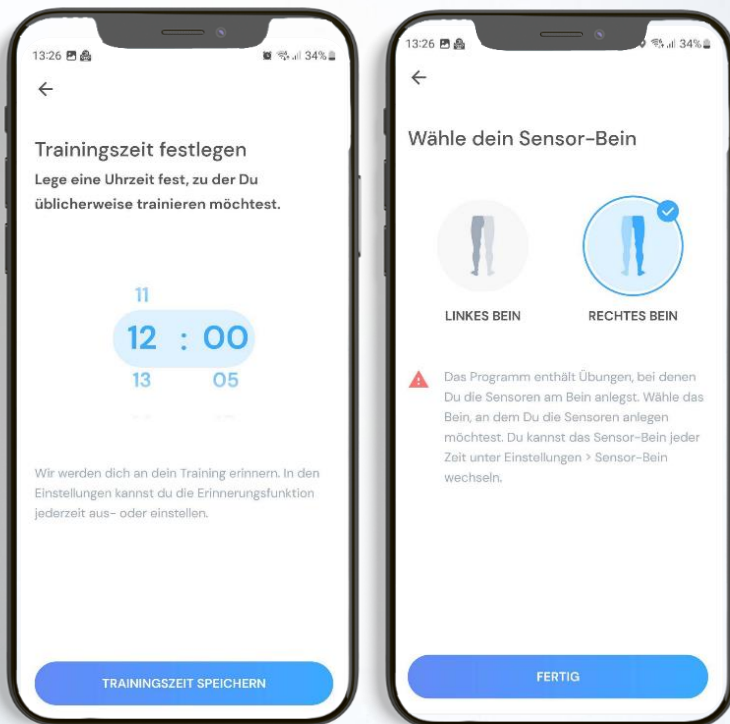 13:26
34%
Trainingszeit festlegen
Lege eine Uhrzeit fest, zu der Du
üblicherweise trainieren möchtest.
11
12 : 00
13 05
Wir werden dich an dein Training erinnern. In den
Einstellungen kannst du die Erinnerungsfunktion
jederzeit aus- oder einstellen.
TRAININGSZEIT SPEICHERN
13:26
34%
Wähle dein Sensor-Bein
LINKES BEIN
RECHTES BEIN
Das Programm enthält Übungen, bei denen
Du die Sensoren am Bein anlegst. Wähle das
Bein, an dem Du die Sensoren anlegen
möchtest. Du kannst das Sensor-Bein jeder
Zeit unter Einstellungen > Sensor-Bein
wechseln.
FERTIG